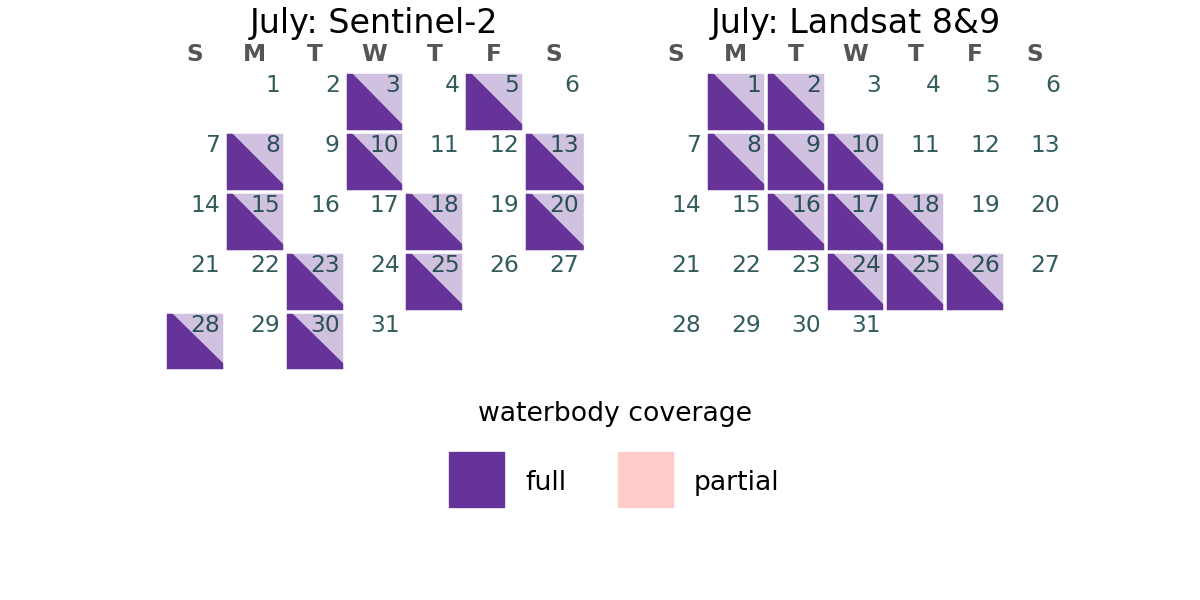 July: Sentinel-2
S M T W T F S
1 2 3 4 5 6
7 8 9 10 11 12 13
14 15 16 17 18 19 20
21 22 23 24 25 26 27
28 29 30 31
July: Landsat 8&9
S M T W T F S
1 2 3 4 5 6
7 8 9 10 11 12 13
14 15 16 17 18 19 20
21 22 23 24 25 26 27
28 29 30 31
waterbody coverage
full partial